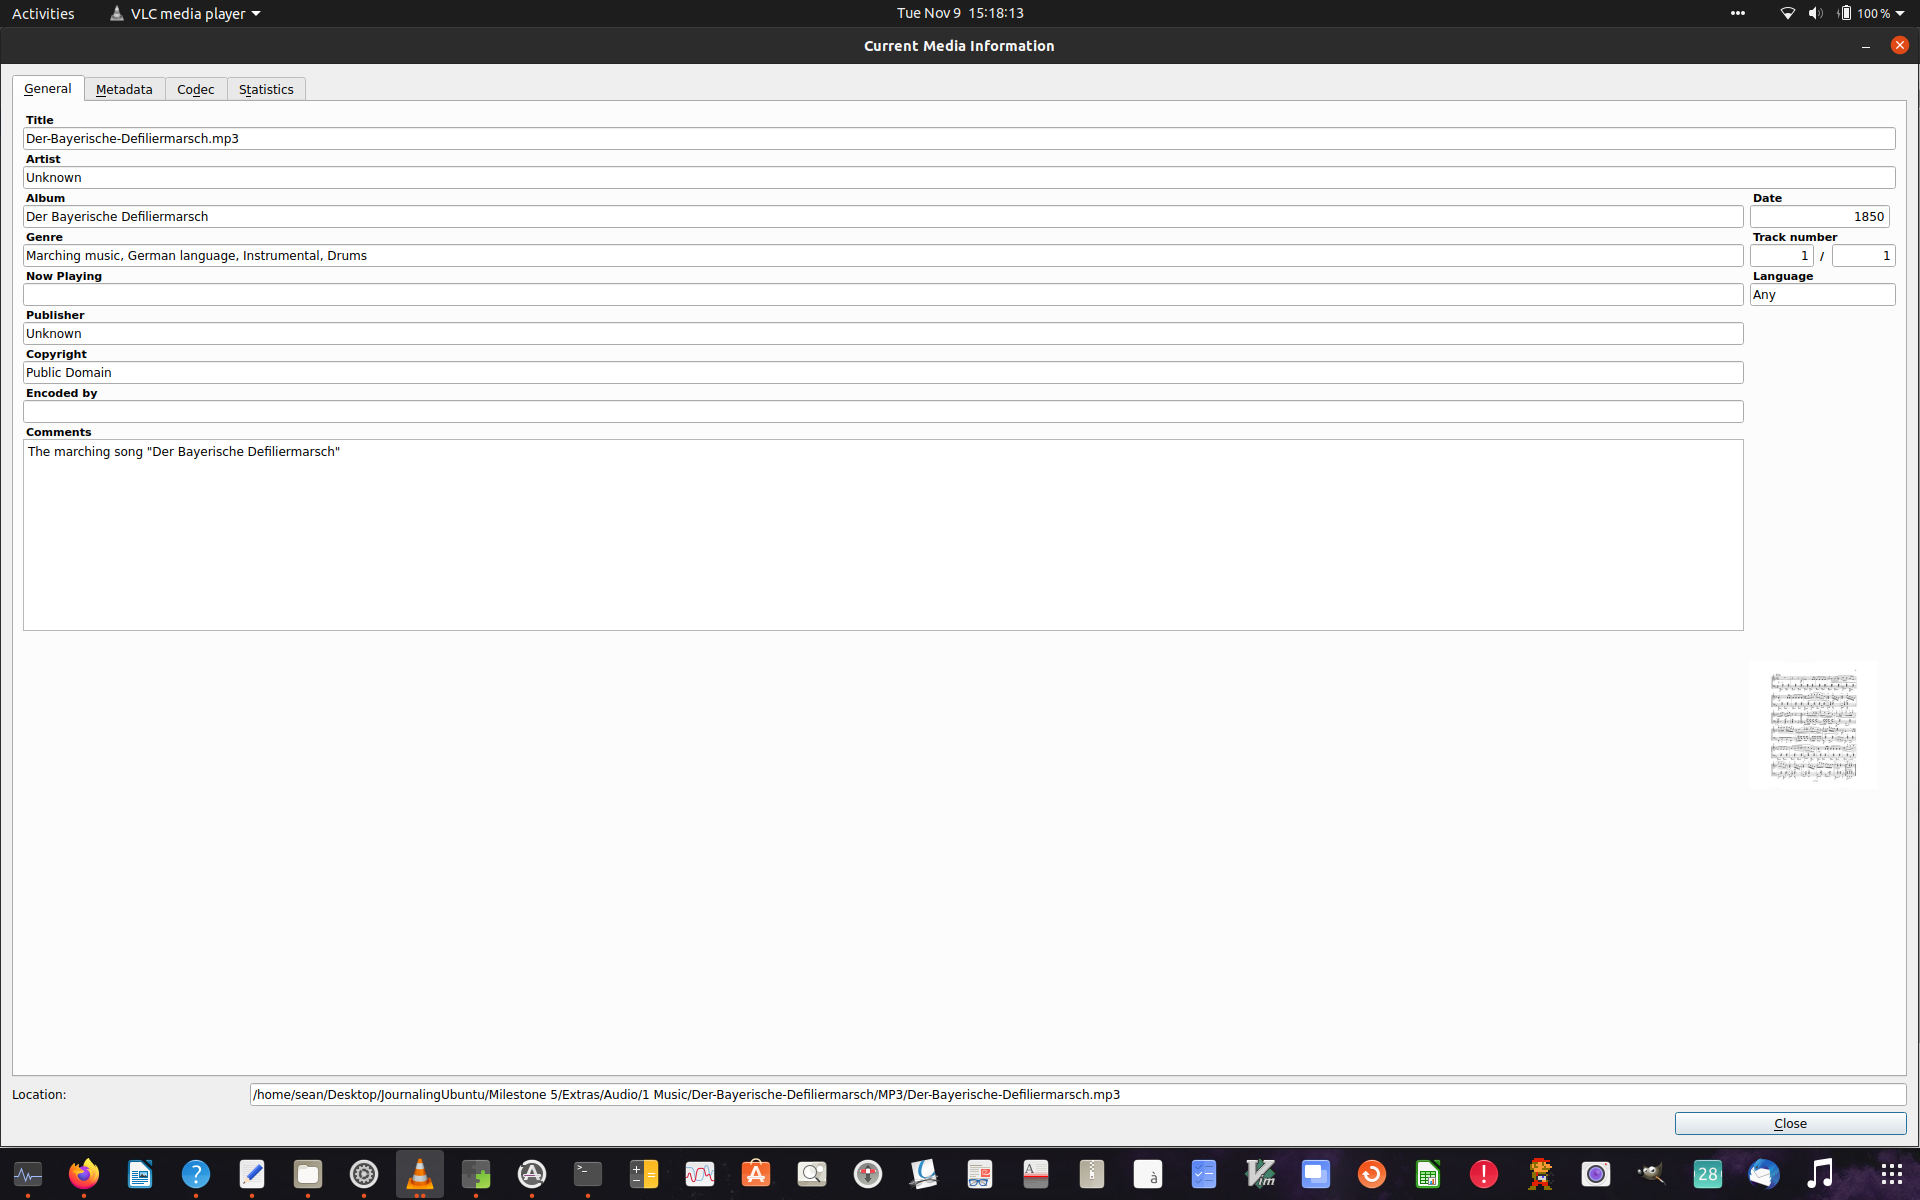 Activities VLC media player Tue Nov 9 15:18:13 100 %
Current Media Information
General Metadata Codec Statistics
Title
Der-Bayerische-Defiliermarsch.mp3
Artist
Unknown
Album Date
Der Bayerische Defiliermarsch 1850
Genre Track number
Marching music, German language, Instrumental, Drums 1 / 1
Now Playing Language
Any
Publisher
Unknown
Copyright
Public Domain
Encoded by
Comments
The marching song "Der Bayerische Defiliermarsch"
Location: /home/sean/Desktop/JournalingUbuntu/Milestone 5/Extras/Audio/1 Music/Der-Bayerische-Defiliermarsch/MP3/Der-Bayerische-Defiliermarsch.mp3
Close
? >_ A à Vim ! 28